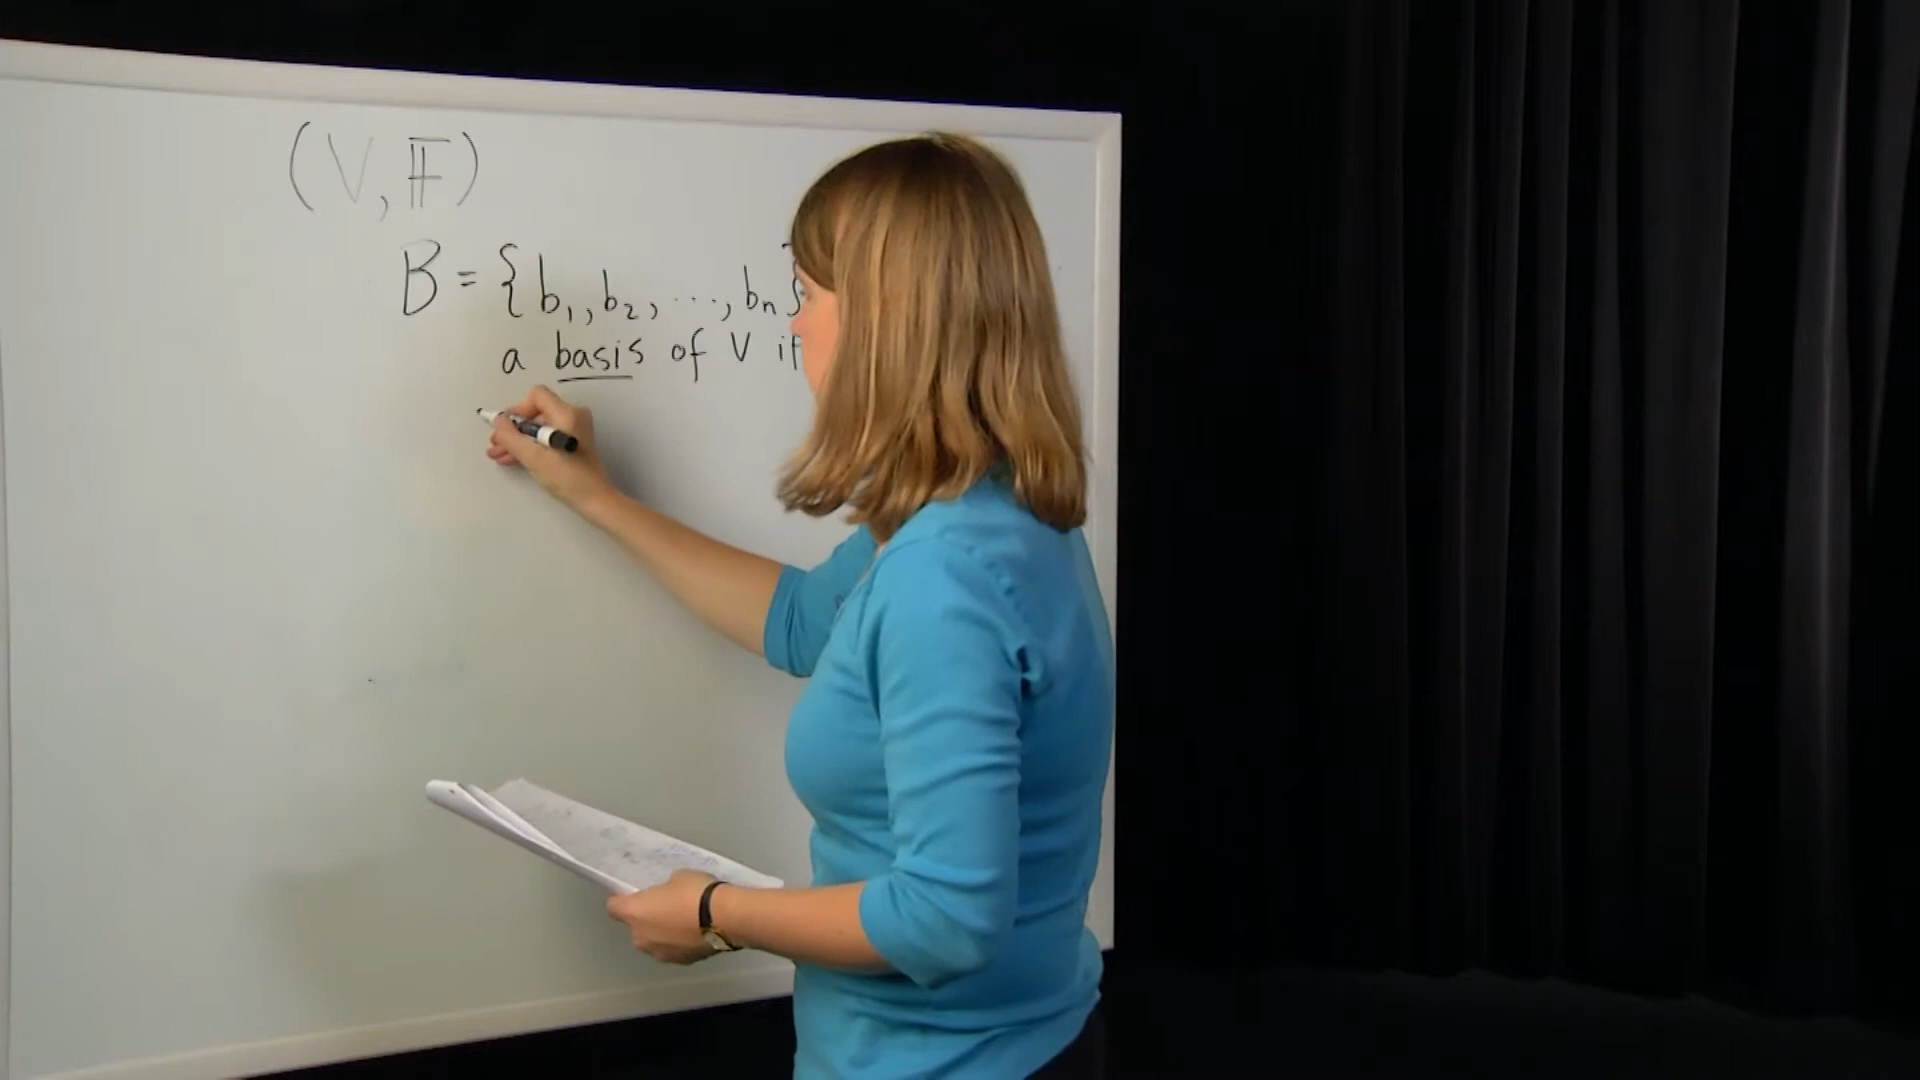 (V, 𝔽)
B = {b₁, b₂, ..., bₙ}
a basis of V if